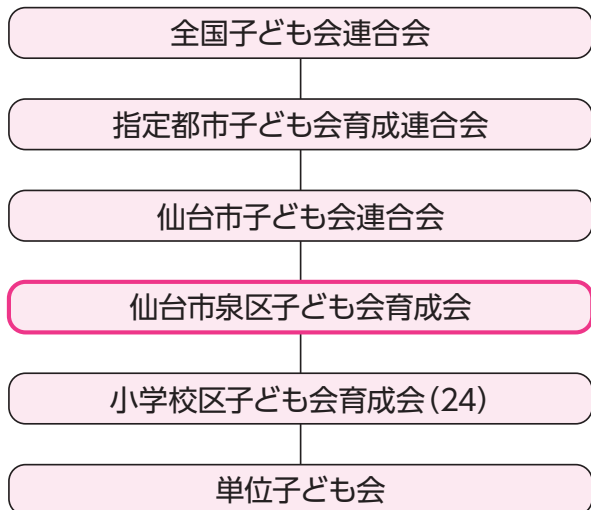 全国子ども会連合会
指定都市子ども会育成連合会
仙台市子ども会連合会
仙台市泉区子ども会育成会
小学校区子ども会育成会(24)
単位子ども会